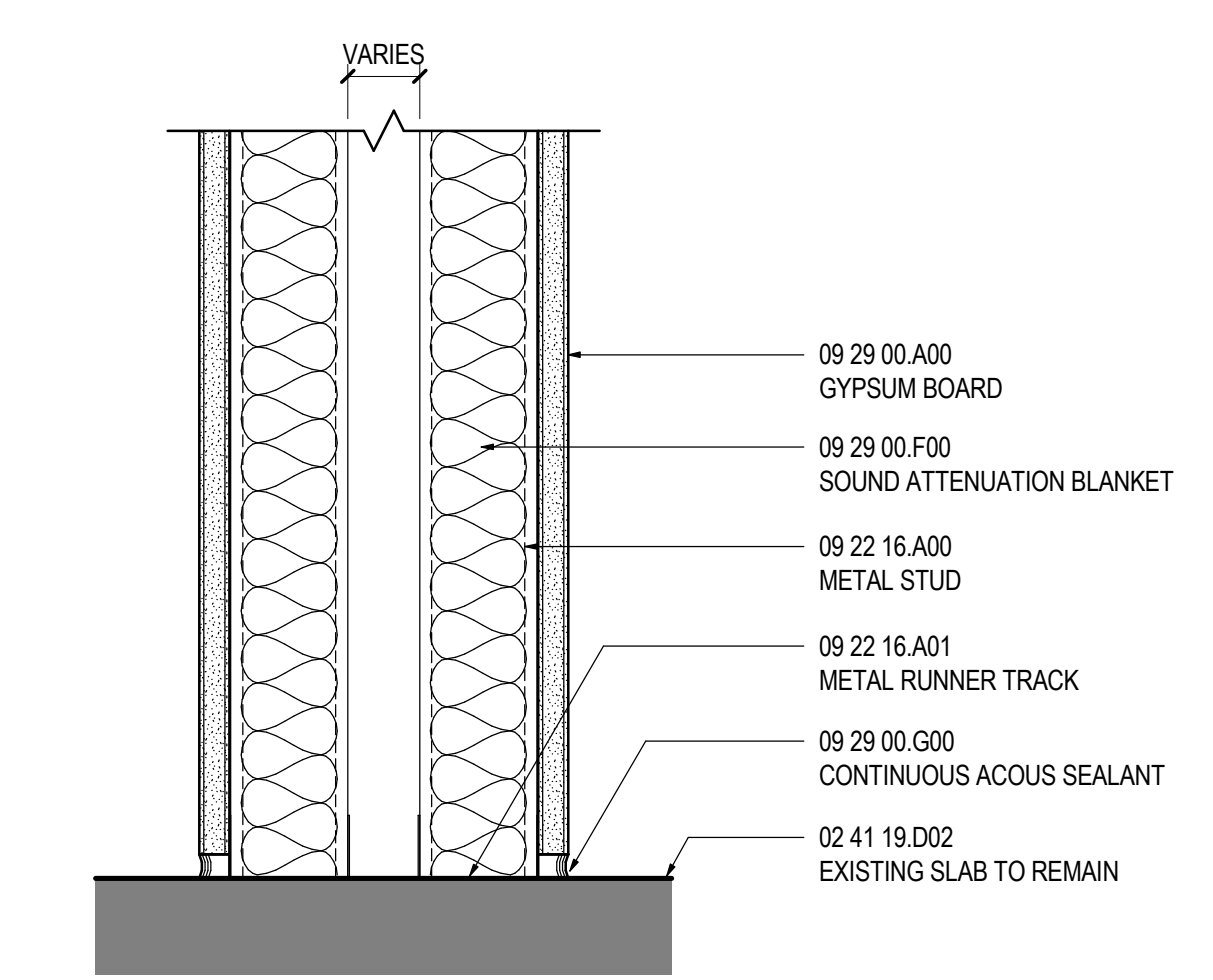 VARIES
09 29 00.A00
GYPSUM BOARD
09 29 00.F00
SOUND ATTENUATION BLANKET
09 22 16.A00
METAL STUD
09 22 16.A01
METAL RUNNER TRACK
09 29 00.G00
CONTINUOUS ACOUS SEALANT
02 41 19.D02
EXISTING SLAB TO REMAIN